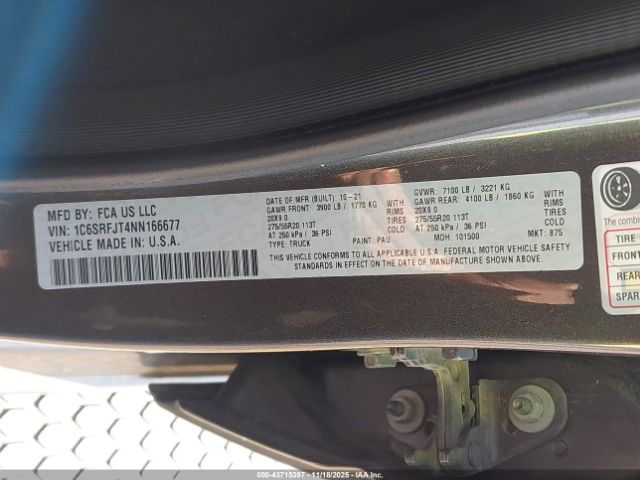 MFD BY: FCA US LLC
VIN: 1C6SRFJT4NN166677
VEHICLE MADE IN U.S.A.
DATE OF MFR (BUILT): 10-21 GVWR: 7100 LB / 3221 KG
GAWR FRONT: 3900 LB / 1770 KG WITH GAWR REAR: 4100 LB / 1860 KG WITH
20X9.0 RIMS 20X9.0 RIMS
275/55R20 113T TIRES 275/55R20 113T TIRES
AT 250 kPa / 36 PSI COLD AT 250 kPa / 36 PSI COLD
TYPE: TRUCK PAINT: PAU MDH: 101500 MKT: 875
THIS VEHICLE CONFORMS TO ALL APPLICABLE U.S.A. FEDERAL MOTOR VEHICLE SAFETY
STANDARDS IN EFFECT ON THE DATE OF MANUFACTURE SHOWN ABOVE.
TIRE
FRONT
REAR
SPAR
000-43715397 - 11/18/2025 - IAAI.COM